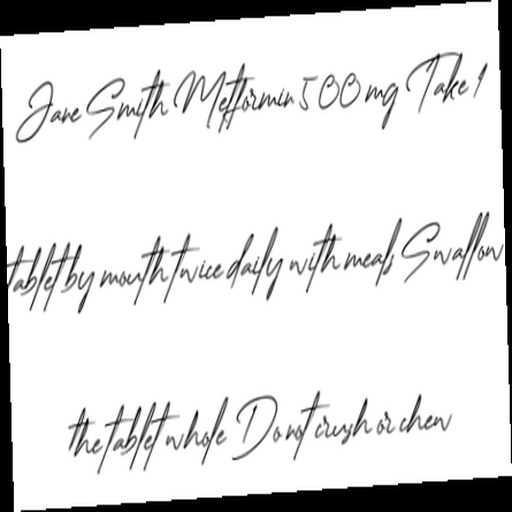 Jane Smith Metformin 500 mg Take 1
tablet by mouth twice daily with meals Swallow
the tablet whole Do not crush or chew